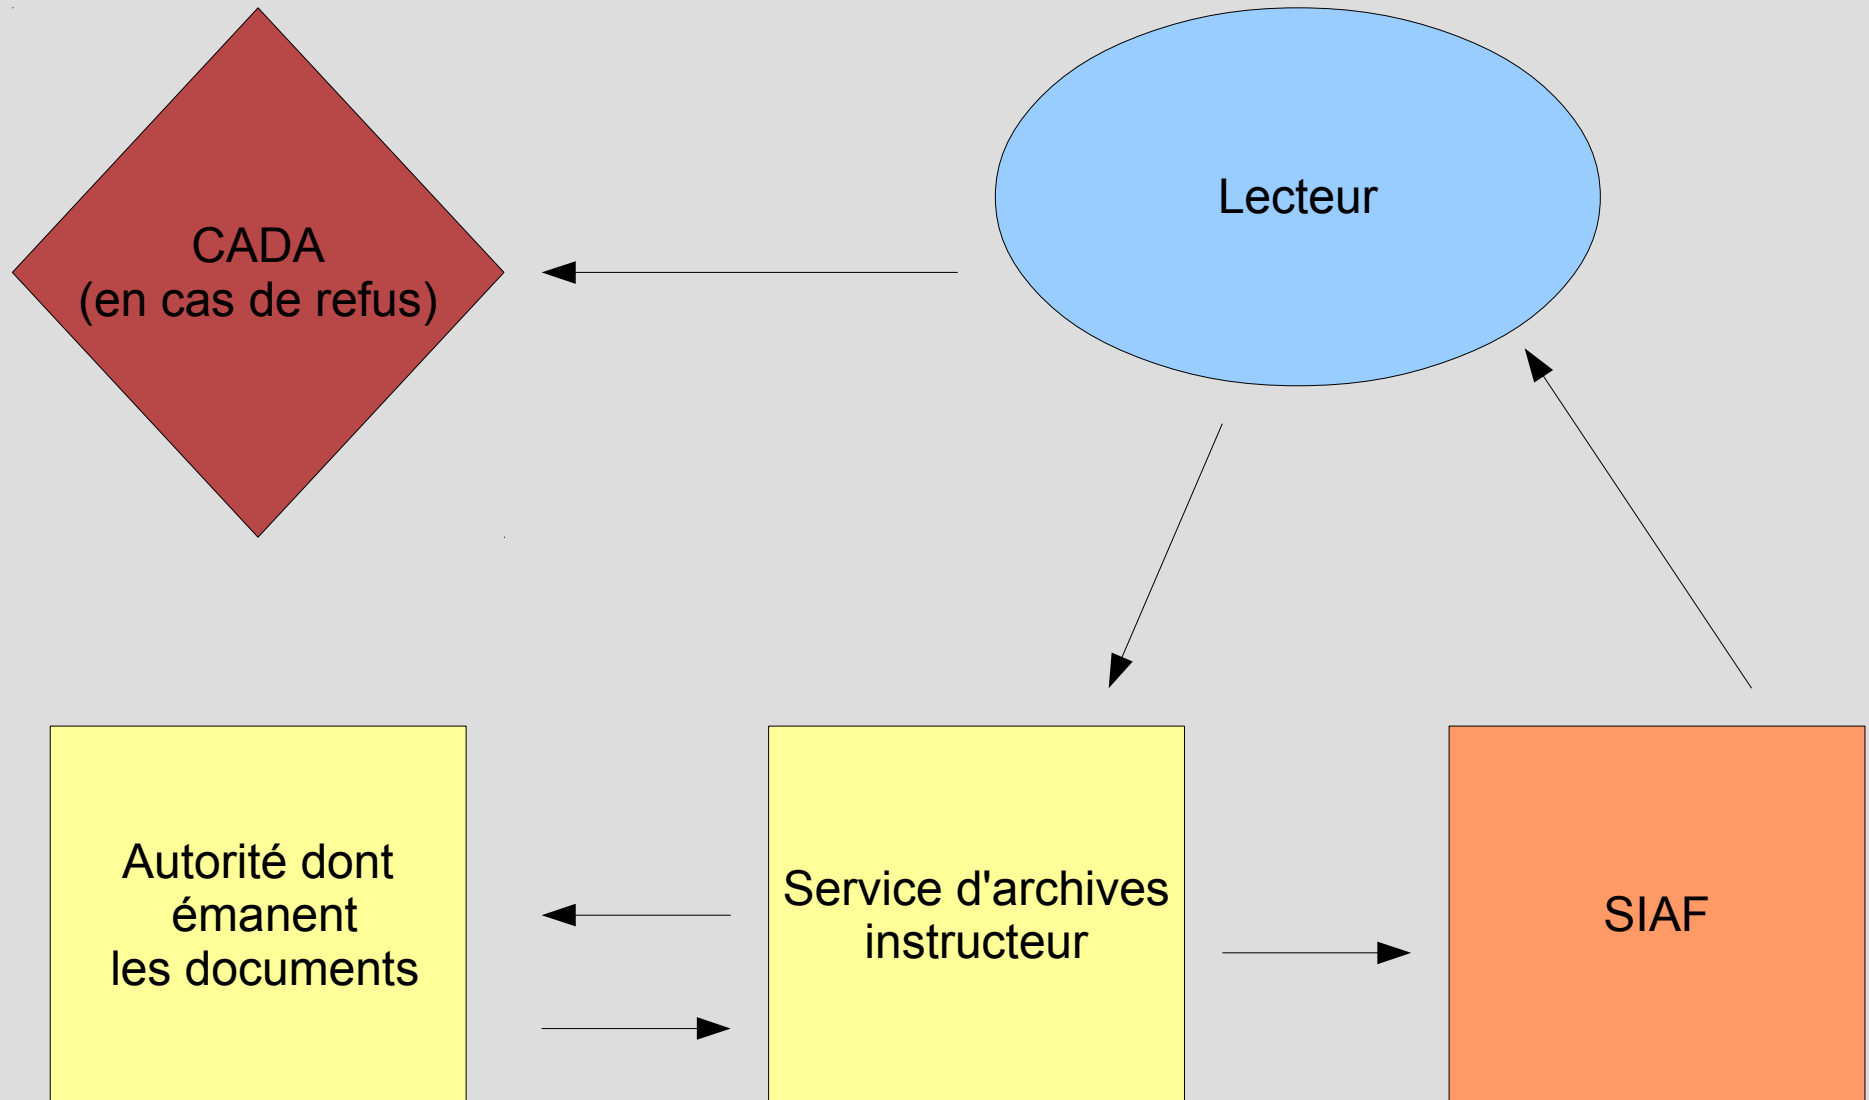 CADA
(en cas de refus)
Lecteur
Autorité dont
émanent
les documents
Service d'archives
instructeur
SIAF